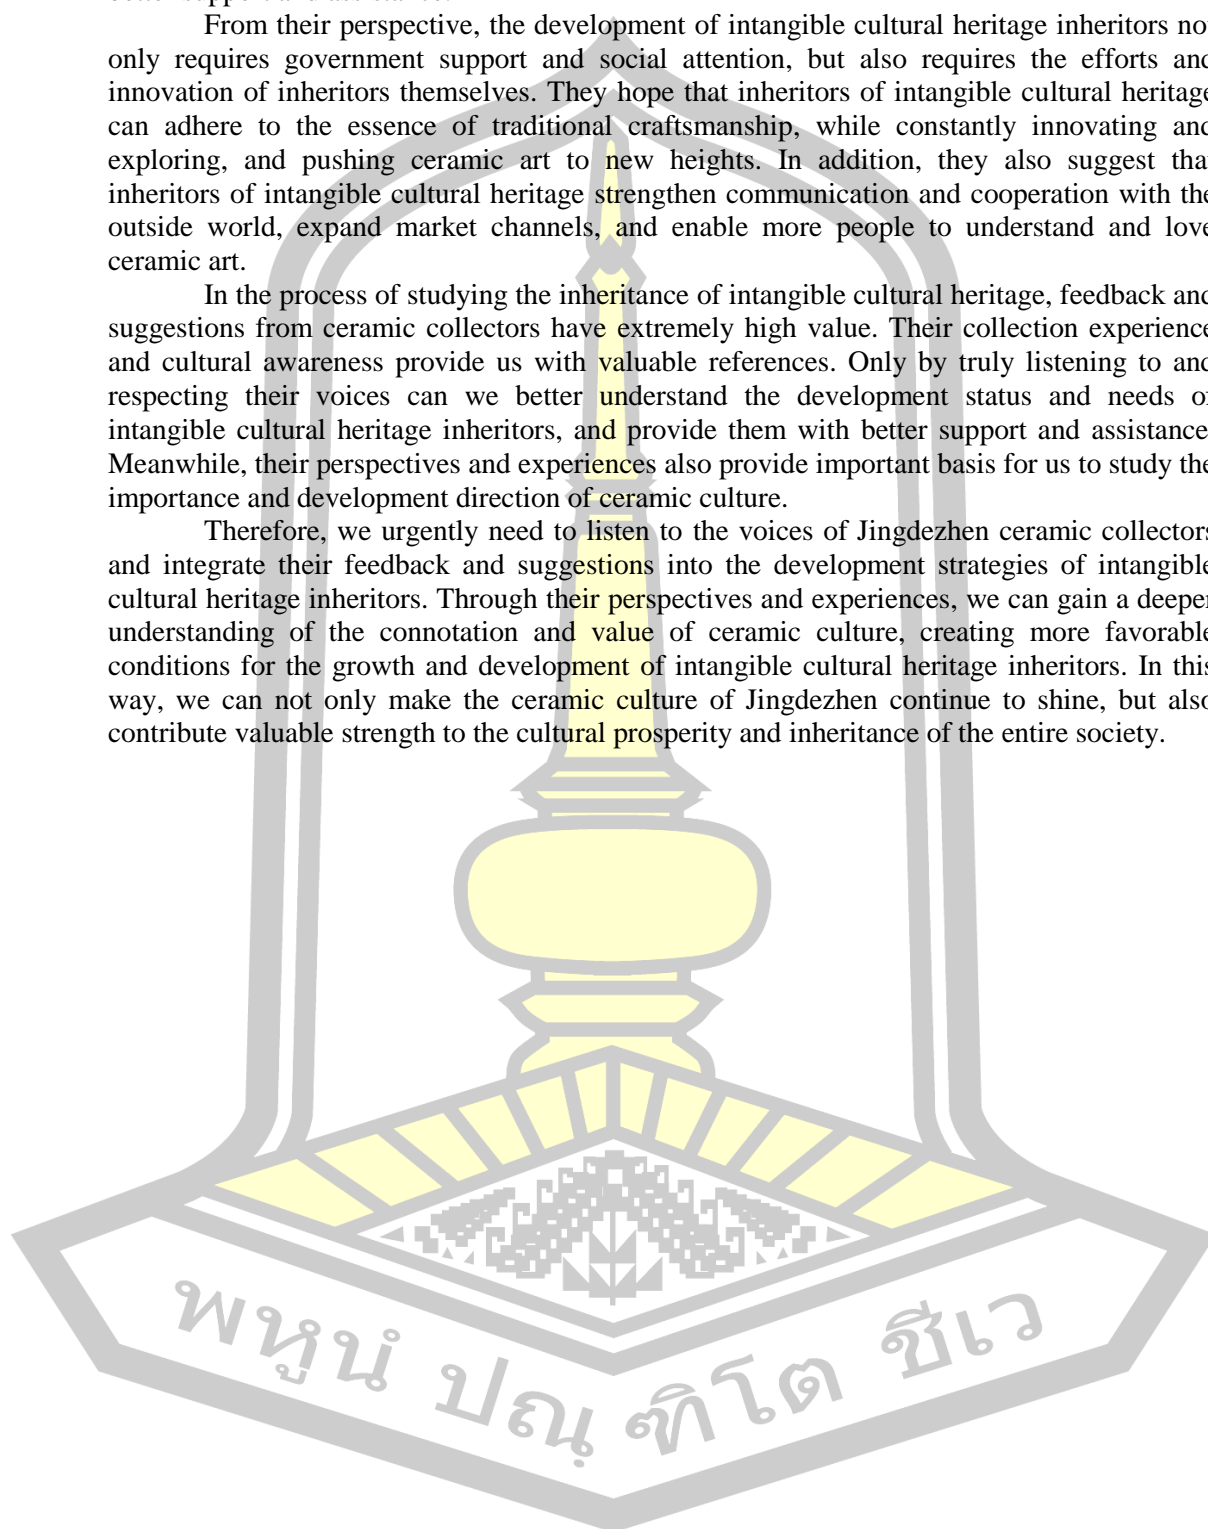 From their perspective, the development of intangible cultural heritage inheritors no
only requires government support and social attention, but also requires the efforts and
innovation of inheritors themselves. They hope that inheritors of intangible cultural heritage
can adhere to the essence of traditional craftsmanship, while constantly innovating and
exploring, and pushing ceramic art to new heights. In addition, they also suggest that
inheritors of intangible cultural heritage strengthen communication and cooperation with the
outside world, expand market channels, and enable more people to understand and love
ceramic art.
In the process of studying the inheritance of intangible cultural heritage, feedback and
suggestions from ceramic collectors have extremely high value. Their collection experience
and cultural awareness provide us with valuable references. Only by truly listening to and
respecting their voices can we better understand the development status and needs of
intangible cultural heritage inheritors, and provide them with better support and assistance
Meanwhile, their perspectives and experiences also provide important basis for us to study the
importance and development direction of ceramic culture.
Therefore, we urgently need to listen to the voices of Jingdezhen ceramic collectors
and integrate their feedback and suggestions into the development strategies of intangible
cultural heritage inheritors. Through their perspectives and experiences, we can gain a deeper
understanding of the connotation and value of ceramic culture, creating more favorable
conditions for the growth and development of intangible cultural heritage inheritors. In this
way, we can not only make the ceramic culture of Jingdezhen continue to shine, but also
contribute valuable strength to the cultural prosperity and inheritance of the entire society.
พหูนํ ปณฺฑิโต ชีเว